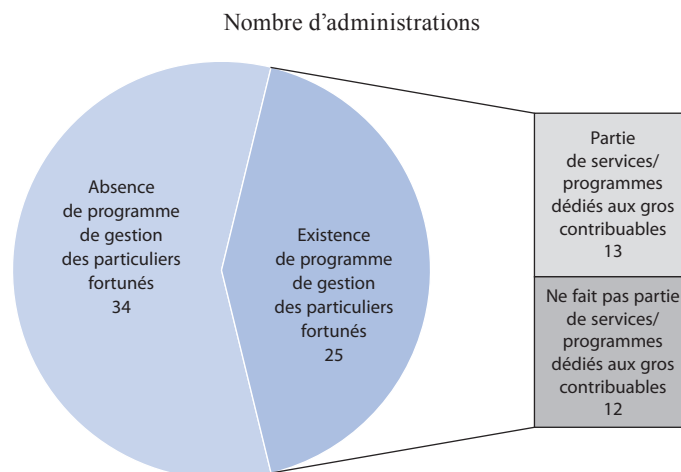 Nombre d’administrations
Absence
de programme
de gestion
des particuliers
fortunés
34
Existence
de programme
de gestion
des particuliers
fortunés
25
Partie
de services/
programmes
dédiés aux gros
contribuables
13
Ne fait pas partie
de services/
programmes
dédiés aux gros
contribuables
12